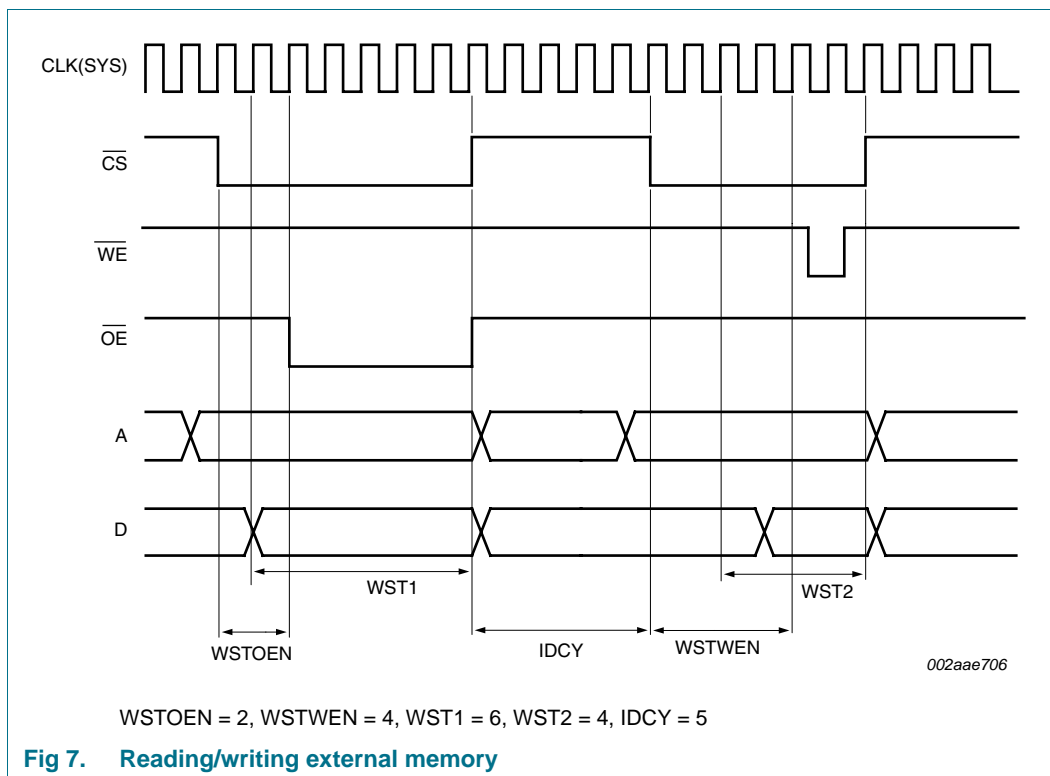 CLK(SYS)
CS
WE
OE
A
D
WST1
WST2
WSTOEN
IDCY
WSTWEN
002aae706
WSTOEN = 2, WSTWEN = 4, WST1 = 6, WST2 = 4, IDCY = 5
Fig 7. Reading/writing external memory